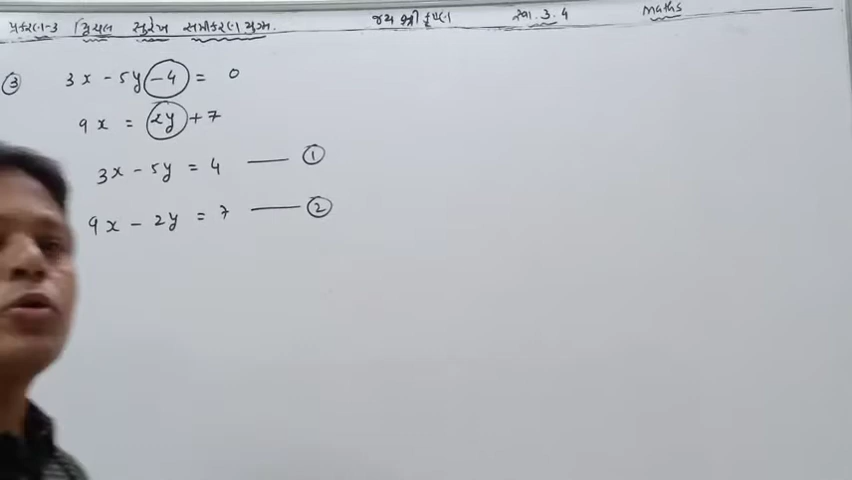 પ્રકરણ-3 દ્વિચલ સુરેખ સમીકરણ યુગ્મ. જય શ્રી કૃષ્ણ સ્વા. 3.4 Maths
③ 3x - 5y - 4 = 0
9x = 2y + 7
3x - 5y = 4 —— ①
9x - 2y = 7 —— ②